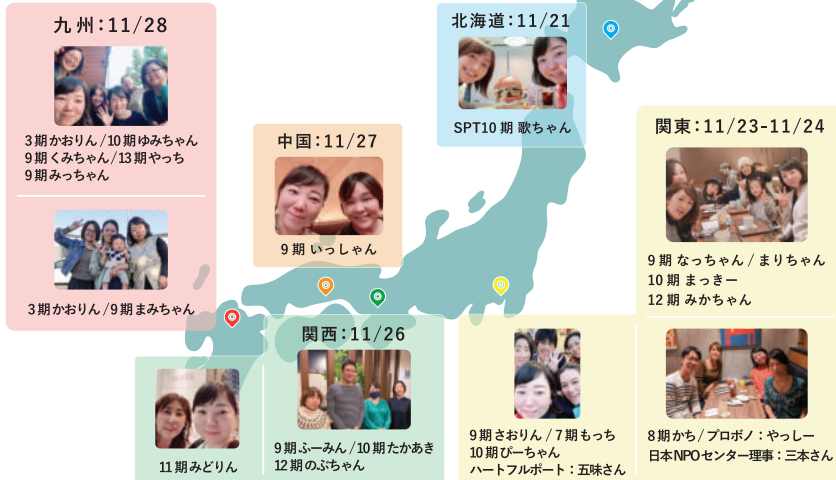 九州：11/28
3期かおりん/10期ゆみちゃん
9期くみちゃん/13期やっち
9期みっちゃん
3期かおりん/9期まみちゃん
中国：11/27
9期 いっしゃん
北海道：11/21
SPT10期 歌ちゃん
関東：11/23-11/24
9期 なっちゃん / まりちゃん
10期 まっきー
12期 みかちゃん
8期かち/ プロボノ：やっしー
日本NPOセンター理事：三本さん
9期さおりん / 7期もっち
10期ぴーちゃん
ハートフルポート：五味さん
関西：11/26
9期ふーみん/10期たかあき
12期のぶちゃん
11期みどりん